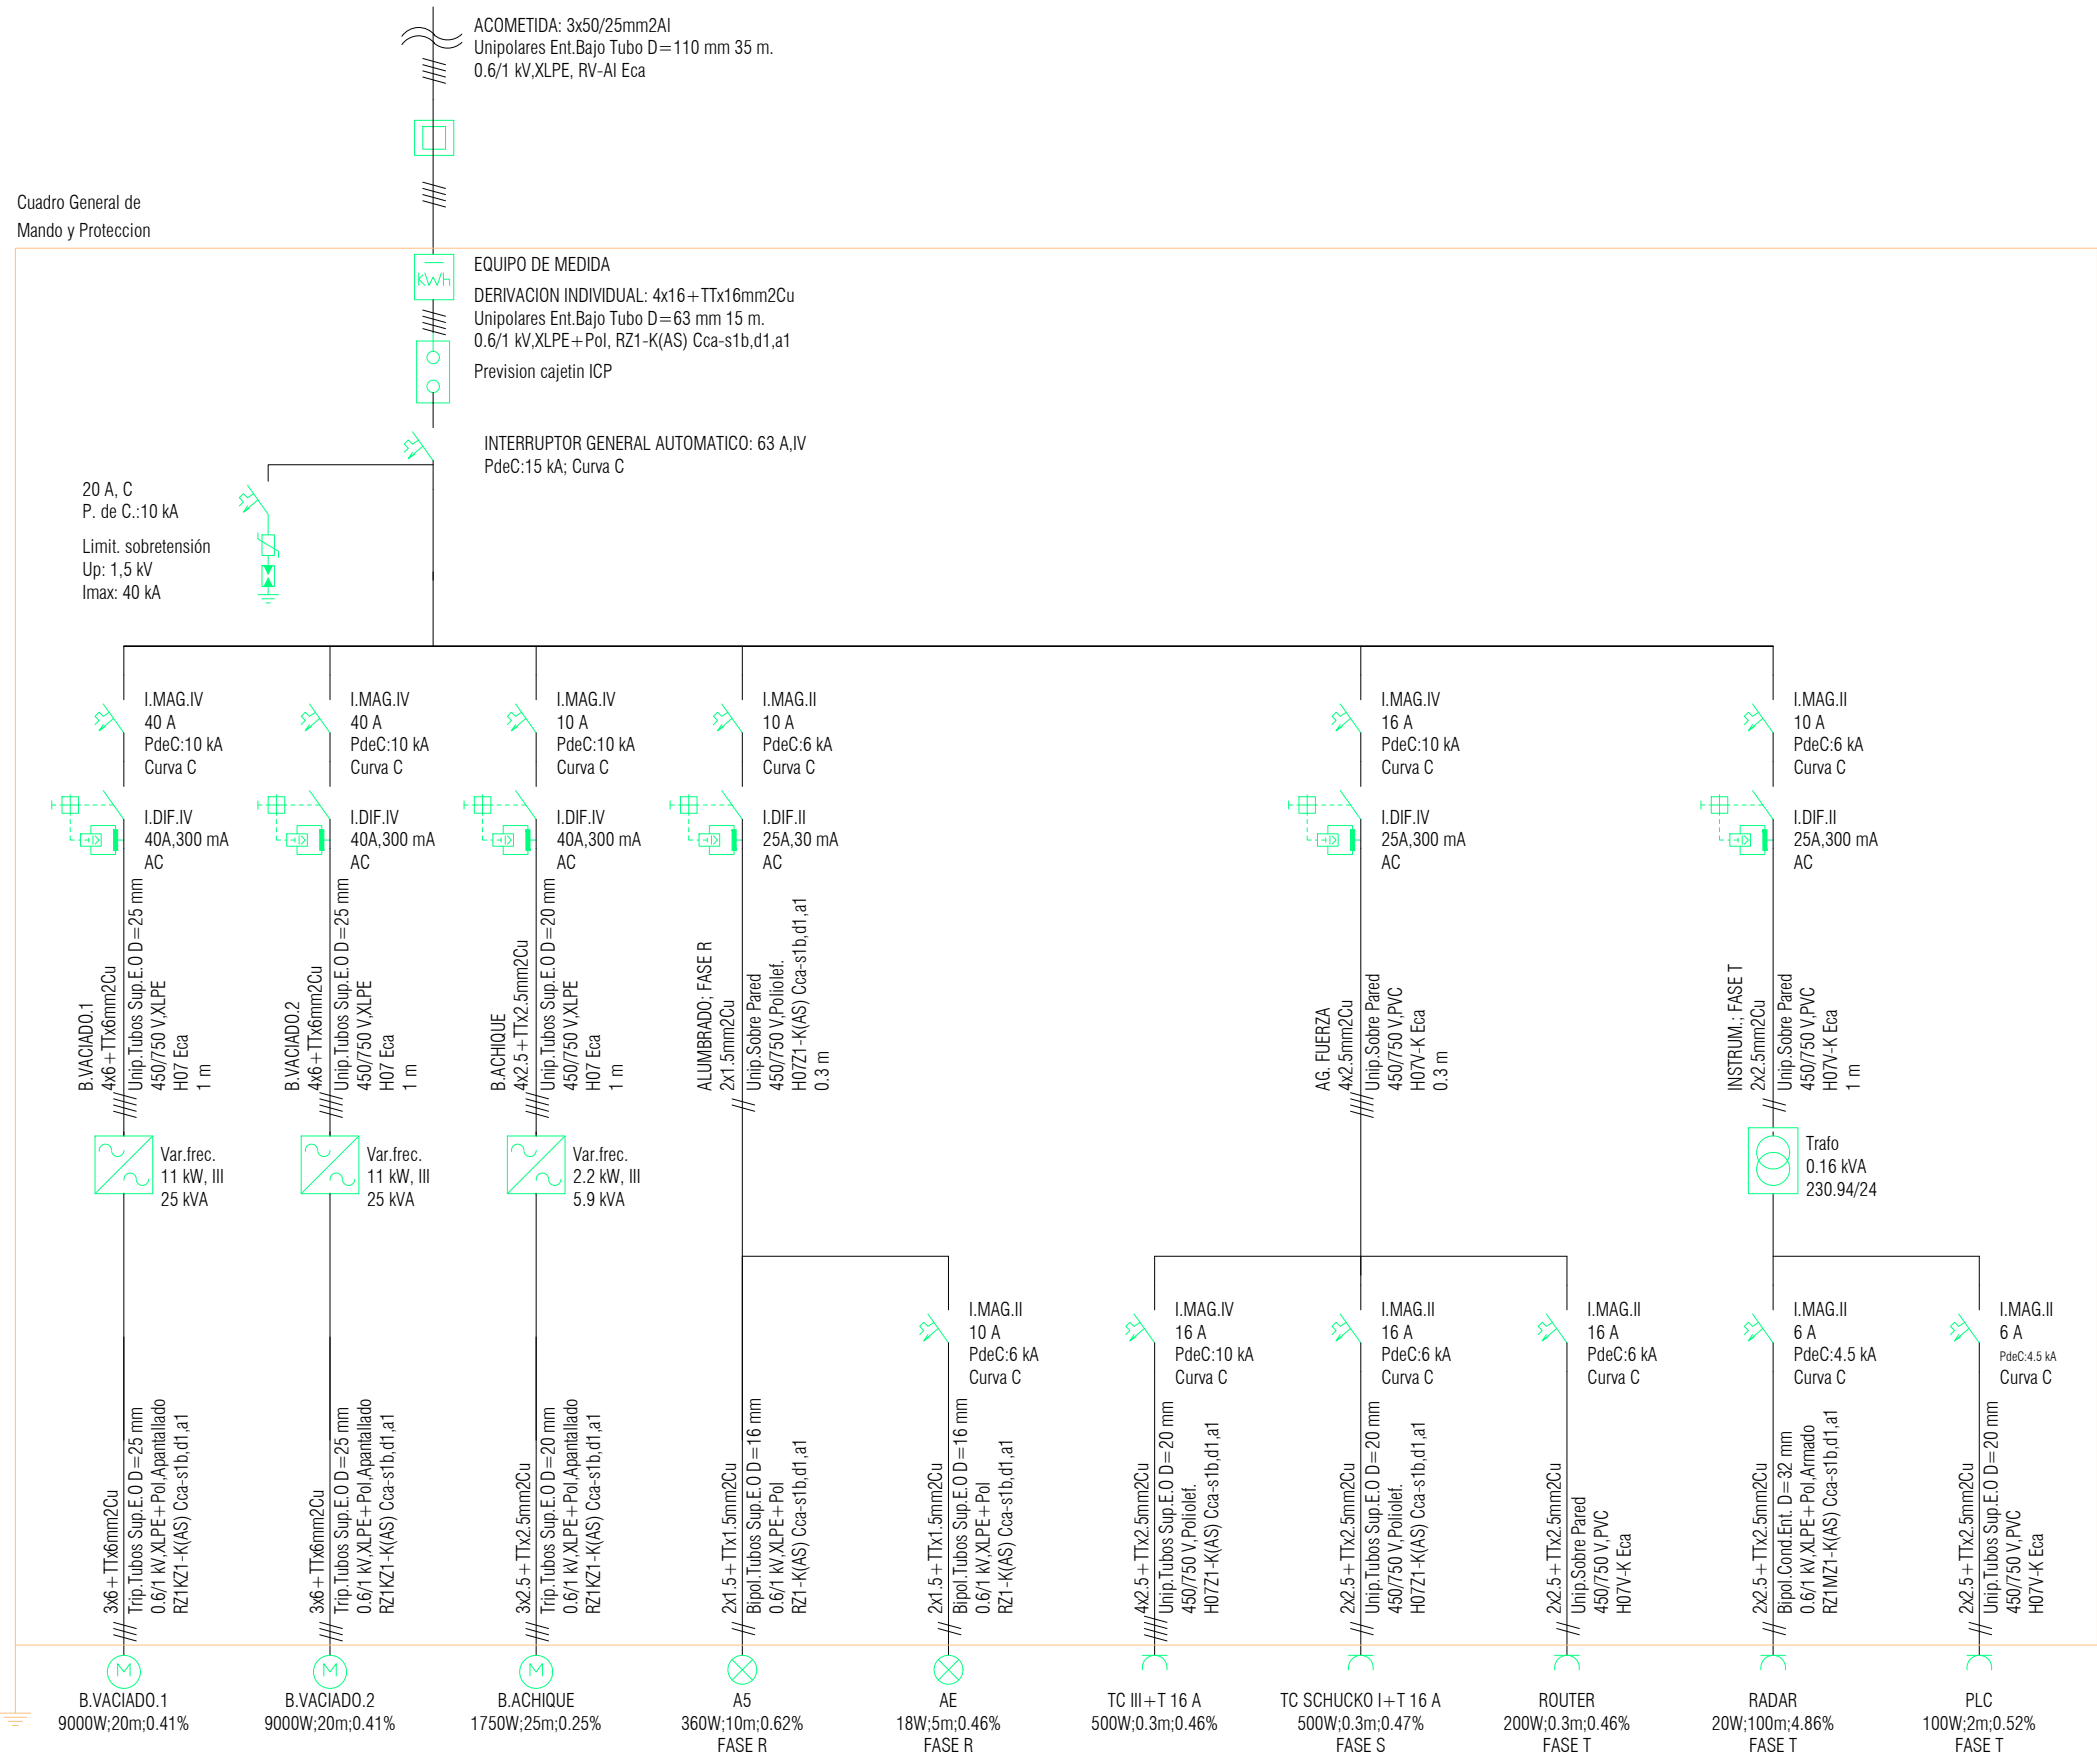 ACOMETIDA: 3x50/25mm2Al
Unipolares Ent.Bajo Tubo D=110 mm 35 m.
0.6/1 kV,XLPE, RV-Al Eca
Cuadro General de
Mando y Proteccion
KWh
EQUIPO DE MEDIDA
DERIVACION INDIVIDUAL: 4x16+TTx16mm2Cu
Unipolares Ent.Bajo Tubo D=63 mm 15 m.
0.6/1 kV,XLPE+Pol, RZ1-K(AS) Cca-s1b,d1,a1
Prevision cajetin ICP
INTERRUPTOR GENERAL AUTOMATICO: 63 A,IV
PdeC:15 kA; Curva C
20 A, C
P. de C.:10 kA
Limit. sobretensión
Up: 1,5 kV
Imax: 40 kA
I.MAG.IV
40 A
PdeC:10 kA
Curva C
I.DIF.IV
40A,300 mA
AC
B.VACIADO.1
4x6+TTx6mm2Cu
Unip.Tubos Sup.E.O D=25 mm
450/750 V,XLPE
H07 Eca
1 m
Var.frec.
11 kW, III
25 kVA
3x6+TTx6mm2Cu
Trip.Tubos Sup.E.O D=25 mm
0.6/1 kV,XLPE+Pol,Apantallado
RZ1KZ1-K(AS) Cca-s1b,d1,a1
M
B.VACIADO.1
9000W;20m;0.41%
I.MAG.IV
40 A
PdeC:10 kA
Curva C
I.DIF.IV
40A,300 mA
AC
B.VACIADO.2
4x6+TTx6mm2Cu
Unip.Tubos Sup.E.O D=25 mm
450/750 V,XLPE
H07 Eca
1 m
Var.frec.
11 kW, III
25 kVA
3x6+TTx6mm2Cu
Trip.Tubos Sup.E.O D=25 mm
0.6/1 kV,XLPE+Pol,Apantallado
RZ1KZ1-K(AS) Cca-s1b,d1,a1
M
B.VACIADO.2
9000W;20m;0.41%
I.MAG.IV
10 A
PdeC:10 kA
Curva C
I.DIF.IV
40A,300 mA
AC
B.ACHIQUE
4x2.5+TTx2.5mm2Cu
Unip.Tubos Sup.E.O D=20 mm
450/750 V,XLPE
H07 Eca
1 m
Var.frec.
2.2 kW, III
5.9 kVA
3x2.5+TTx2.5mm2Cu
Trip.Tubos Sup.E.O D=20 mm
0.6/1 kV,XLPE+Pol,Apantallado
RZ1KZ1-K(AS) Cca-s1b,d1,a1
M
B.ACHIQUE
1750W;25m;0.25%
I.MAG.II
10 A
PdeC:6 kA
Curva C
I.DIF.II
25A,30 mA
AC
ALUMBRADO; FASE R
2x1.5mm2Cu
Unip.Sobre Pared
450/750 V,Poliolef.
H07Z1-K(AS) Cca-s1b,d1,a1
0.3 m
2x1.5+TTx1.5mm2Cu
Bipol.Tubos Sup.E.O D=16 mm
0.6/1 kV,XLPE+Pol
RZ1-K(AS) Cca-s1b,d1,a1
A5
360W;10m;0.62%
FASE R
I.MAG.II
10 A
PdeC:6 kA
Curva C
2x1.5+TTx1.5mm2Cu
Bipol.Tubos Sup.E.O D=16 mm
0.6/1 kV,XLPE+Pol
RZ1-K(AS) Cca-s1b,d1,a1
AE
18W;5m;0.46%
FASE R
I.MAG.IV
16 A
PdeC:10 kA
Curva C
I.DIF.IV
25A,300 mA
AC
AG. FUERZA
4x2.5mm2Cu
Unip.Sobre Pared
450/750 V,PVC
H07V-K Eca
0.3 m
I.MAG.IV
16 A
PdeC:10 kA
Curva C
4x2.5+TTx2.5mm2Cu
Unip.Tubos Sup.E.O D=20 mm
450/750 V,Poliolef.
H07Z1-K(AS) Cca-s1b,d1,a1
TC III+T 16 A
500W;0.3m;0.46%
I.MAG.II
16 A
PdeC:6 kA
Curva C
2x2.5+TTx2.5mm2Cu
Unip.Tubos Sup.E.O D=20 mm
450/750 V,Poliolef.
H07Z1-K(AS) Cca-s1b,d1,a1
TC SCHUCKO I+T 16 A
500W;0.3m;0.47%
FASE S
I.MAG.II
16 A
PdeC:6 kA
Curva C
2x2.5+TTx2.5mm2Cu
Unip.Sobre Pared
450/750 V,PVC
H07V-K Eca
ROUTER
200W;0.3m;0.46%
FASE T
I.MAG.II
10 A
PdeC:6 kA
Curva C
I.DIF.II
25A,300 mA
AC
INSTRUM.; FASE T
2x2.5mm2Cu
Unip.Sobre Pared
450/750 V,PVC
H07V-K Eca
1 m
Trafo
0.16 kVA
230.94/24
I.MAG.II
6 A
PdeC:4.5 kA
Curva C
2x2.5+TTx2.5mm2Cu
Bipol.Cond.Ent. D=32 mm
0.6/1 kV,XLPE+Pol,Armado
RZ1MZ1-K(AS) Cca-s1b,d1,a1
RADAR
20W;100m;4.86%
FASE T
I.MAG.II
6 A
PdeC:4.5 kA
Curva C
2x2.5+TTx2.5mm2Cu
Unip.Tubos Sup.E.O D=20 mm
450/750 V,PVC
H07V-K Eca
PLC
100W;2m;0.52%
FASE T